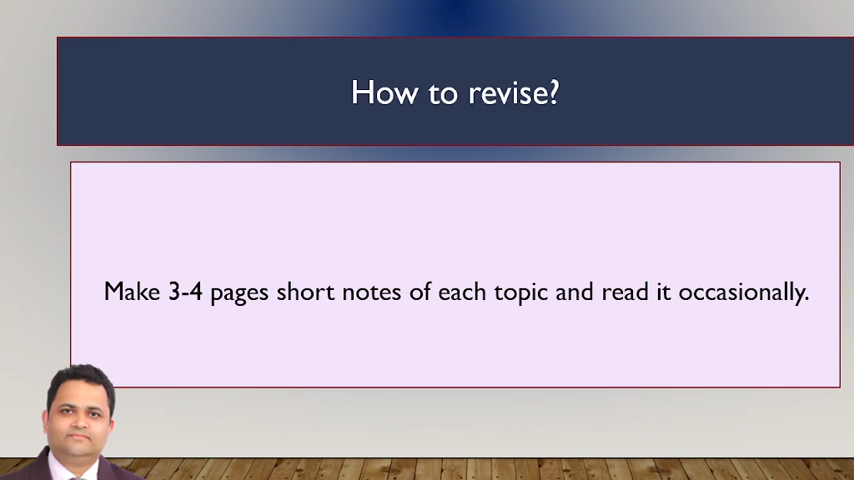 How to revise?
Make 3-4 pages short notes of each topic and read it occasionally.